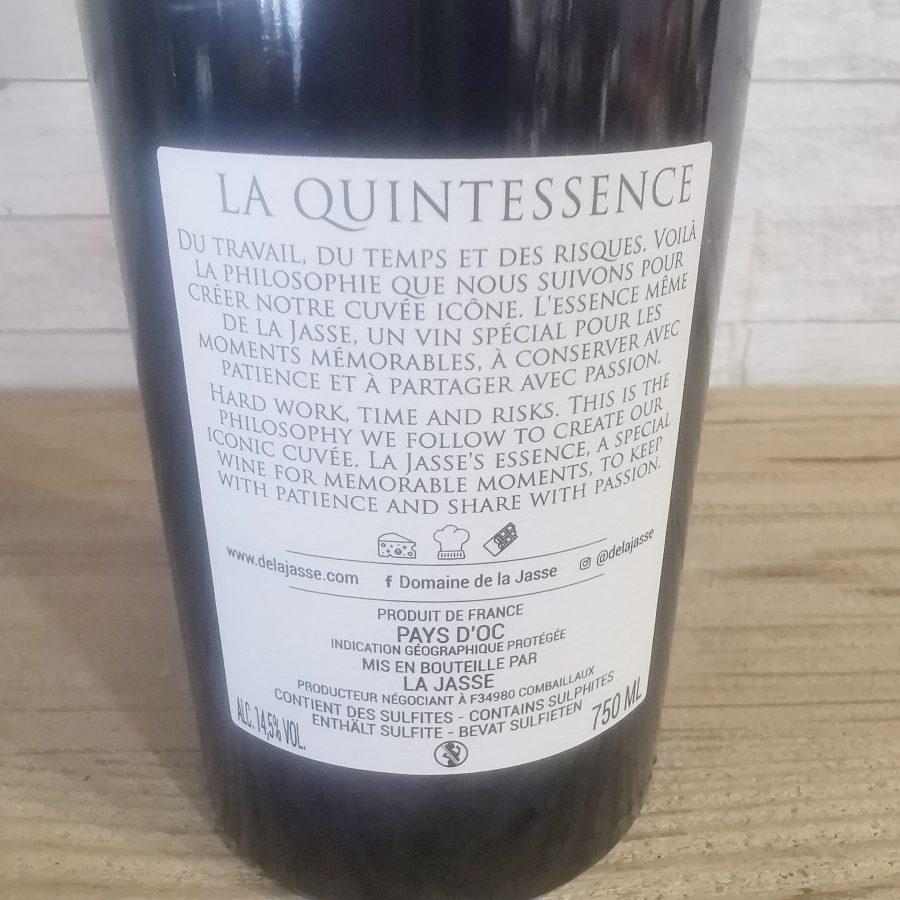 LA QUINTESSENCE
DU TRAVAIL, DU TEMPS ET DES RISQUES. VOILÀ
LA PHILOSOPHIE QUE NOUS SUIVONS POUR
CRÉER NOTRE CUVÉE ICÔNE. L'ESSENCE MÊME
DE LA JASSE, UN VIN SPÉCIAL POUR LES
MOMENTS MÉMORABLES, À CONSERVER AVEC
PATIENCE ET À PARTAGER AVEC PASSION.
HARD WORK, TIME AND RISKS. THIS IS THE
PHILOSOPHY WE FOLLOW TO CREATE OUR
ICONIC CUVÉE. LA JASSE'S ESSENCE, A SPECIAL
WINE FOR MEMORABLE MOMENTS, TO KEEP
WITH PATIENCE AND SHARE WITH PASSION.
www.delajasse.com f Domaine de la Jasse @delajasse
PRODUIT DE FRANCE
PAYS D'OC
INDICATION GÉOGRAPHIQUE PROTÉGÉE
MIS EN BOUTEILLE PAR
LA JASSE
PRODUCTEUR NÉGOCIANT À F34980 COMBAILLAUX
CONTIENT DES SULFITES - CONTAINS SULPHITES
ENTHÄLT SULFITE - BEVAT SULFIETEN
ALC. 14,5% VOL.
750 ML